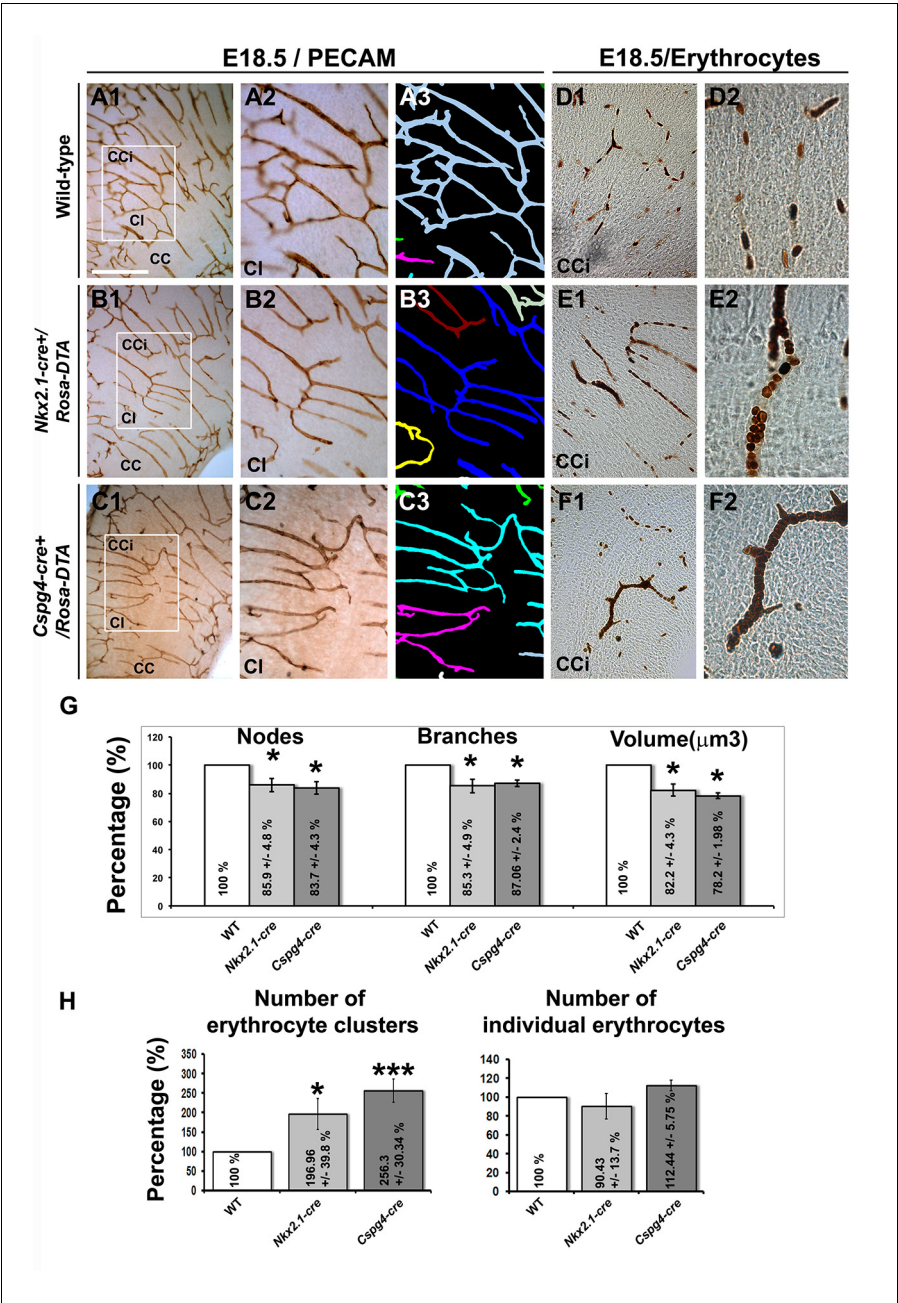 E18.5 / PECAM
E18.5/Erythrocytes
Wild-type
A1
CCi
CI
CC
A2
CI
A3
D1
CCi
D2
Nkx2.1-cre+/
Rosa-DTA
B1
CCi
CI
CC
B2
CI
B3
E1
CCi
E2
Cspg4-cre+
/Rosa-DTA
C1
CCi
CI
CC
C2
CI
C3
F1
CCi
F2
G
Percentage (%)
120
100
80
60
40
20
0
Nodes
*
*
100 %
85.9 +/- 4.8 %
83.7 +/- 4.3 %
WT
Nkx2.1-cre
Cspg4-cre
Branches
*
*
100 %
85.3 +/- 4.9 %
87.06 +/- 2.4 %
WT
Nkx2.1-cre
Cspg4-cre
Volume(μm3)
*
*
100 %
82.2 +/- 4.3 %
78.2 +/- 1.98 %
WT
Nkx2.1-cre
Cspg4-cre
H
Number of
erythrocyte clusters
Percentage (%)
350
300
250
200
150
100
50
0
*
***
100 %
196.96
+/- 39.8 %
256.3
+/- 30.34 %
WT
Nkx2.1-cre
Cspg4-cre
Number of
individual erythrocytes
140
120
100
80
60
40
20
0
100 %
90.43
+/- 13.7 %
112.44 +/- 5.75 %
WT
Nkx2.1-cre
Cspg4-cre